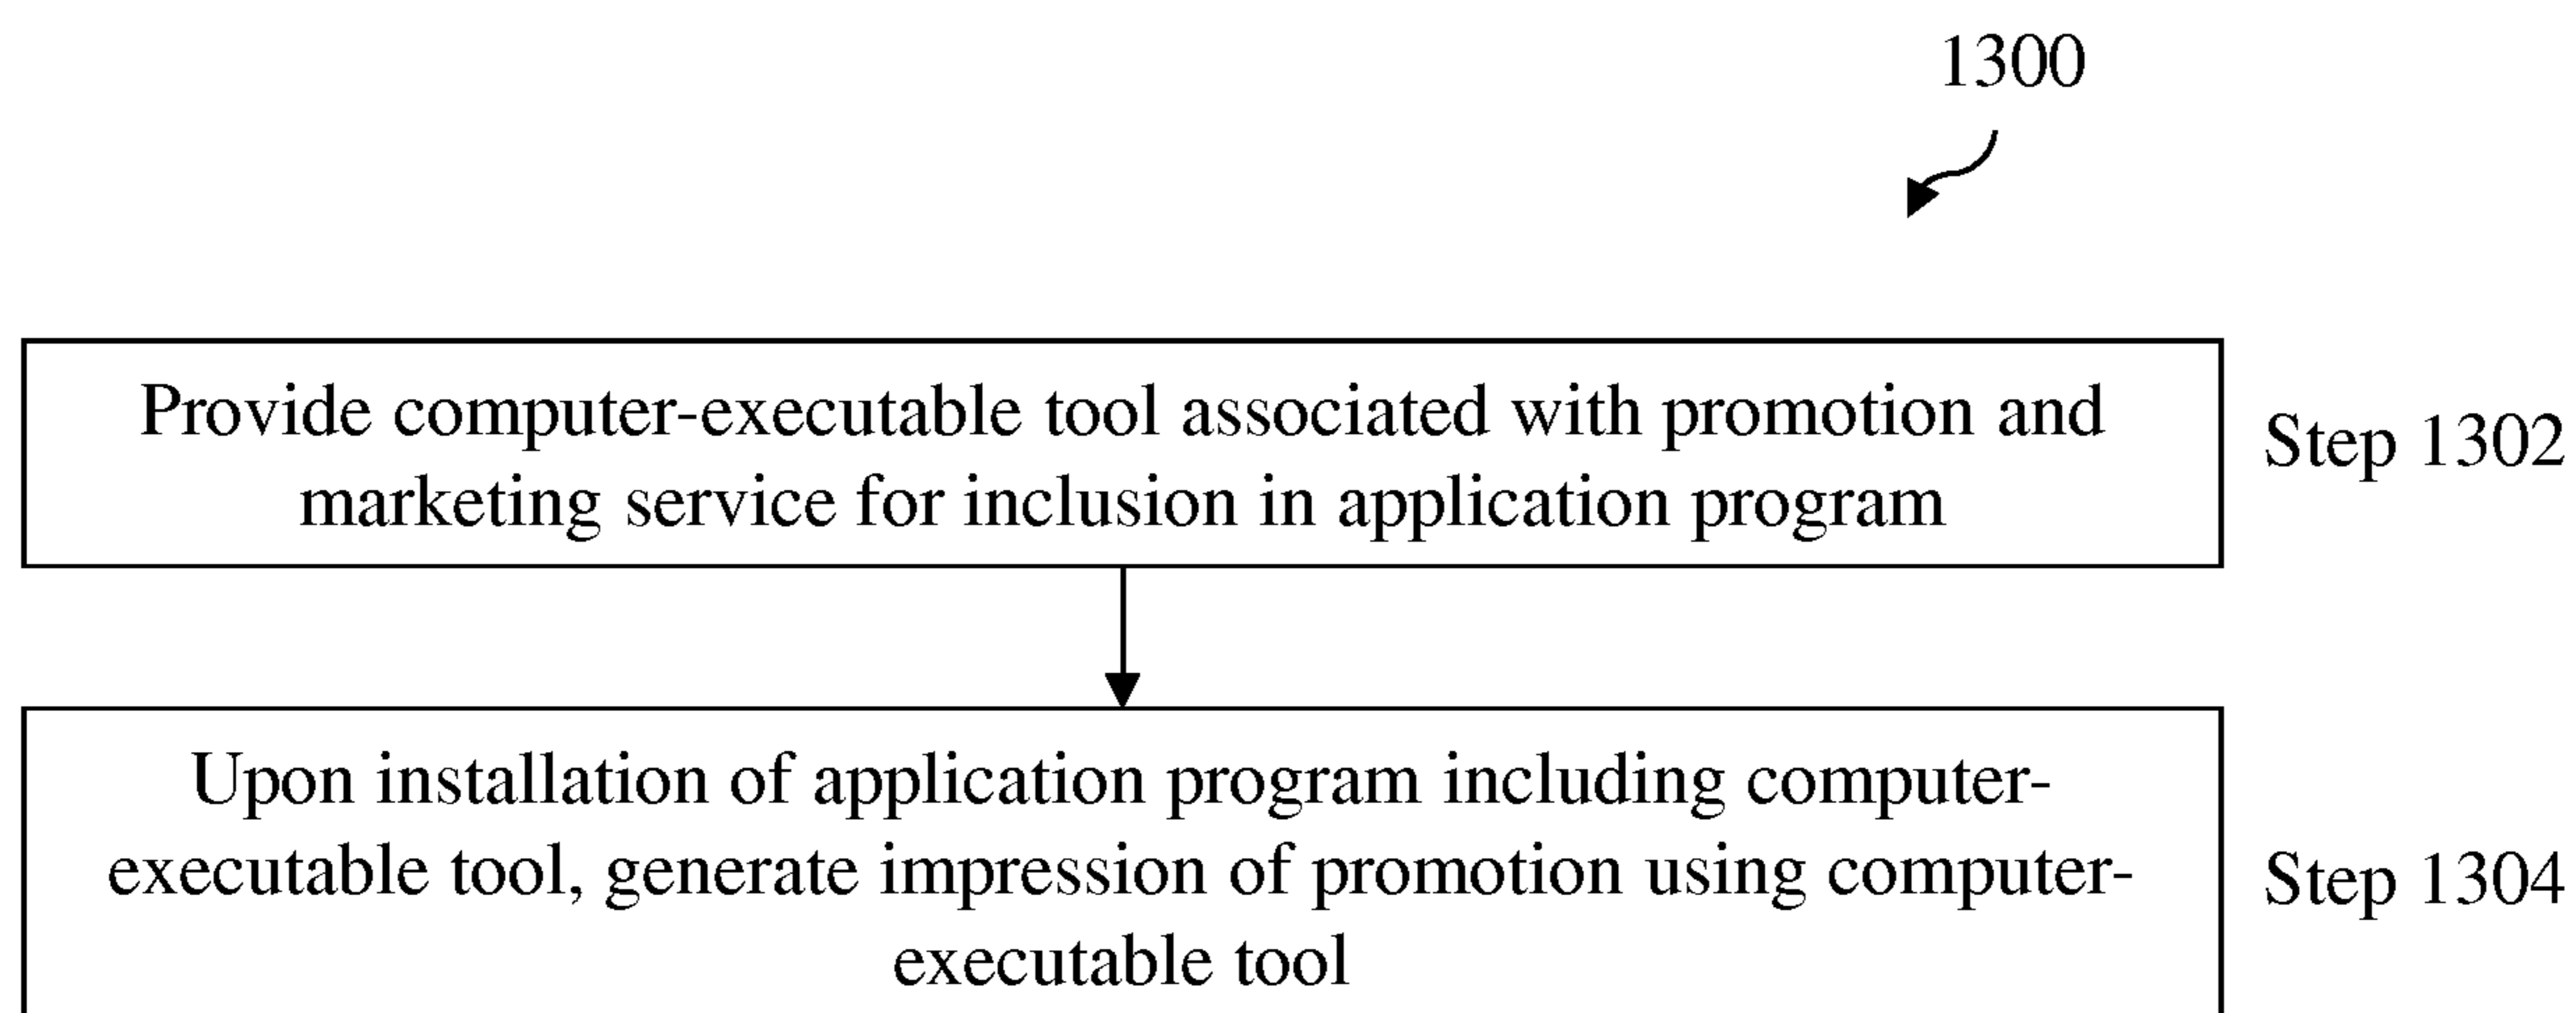 1300
Provide computer-executable tool associated with promotion and
marketing service for inclusion in application program
Step 1302
Upon installation of application program including computer-
executable tool, generate impression of promotion using computer-
executable tool
Step 1304